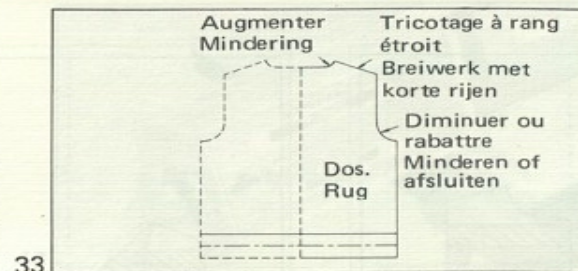 Augmenter
Mindering
Tricotage à rang
étroit
Breiwerk met
korte rijen
Diminuer ou
rabattre
Minderen of
afsluiten
Dos.
Rug
33